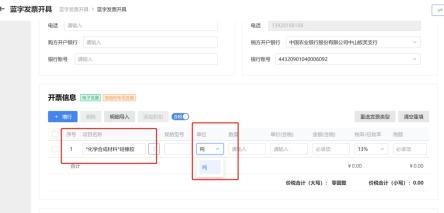 ← 蓝字发票开具 蓝字发票开具 > 蓝字发票开具
电话 请输入 电话 13920168168
购方开户银行 请输入 销方开户银行 中国农业银行股份有限公司中山板芙支行
银行账号 请输入 银行账号 44320901040006092
开票信息 电子发票
+ 增行 删除 明细导入 添加折扣 含税 重选发票类型 清空重填
序号 项目名称 规格型号 单位 数量 单价(含税) 金额(含税) 税率/征收率 税额
1 *化学合成材料*硅橡胶 ... 吨 请输入 请输入 必填项 13% 必填项
吨
合计 ¥0.00 ¥0.00
价税合计（大写）：零圆整 价税合计（小写）：0.00